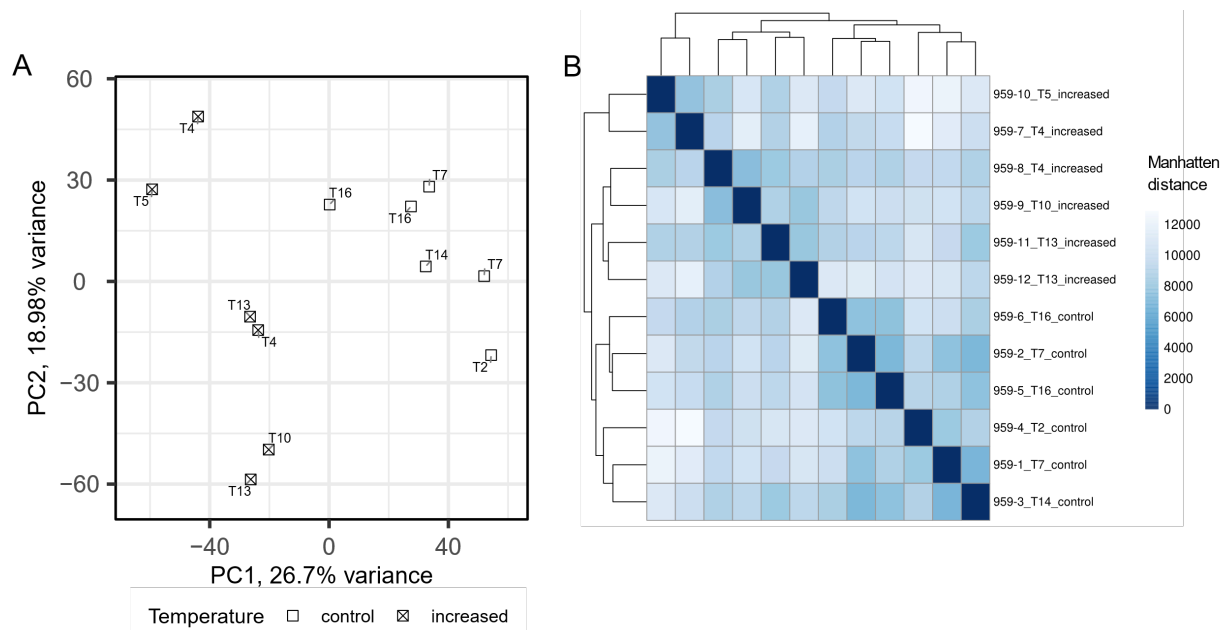 A
60
30
0
−30
−60
PC2, 18.98% variance
T4
T5
T16
T7
T16
T14
T7
T2
T13
T4
T10
T13
−40
0
40
PC1, 26.7% variance
Temperature control increased
B
959-10_T5_increased
959-7_T4_increased
959-8_T4_increased
959-9_T10_increased
959-11_T13_increased
959-12_T13_increased
959-6_T16_control
959-2_T7_control
959-5_T16_control
959-4_T2_control
959-1_T7_control
959-3_T14_control
Manhatten
distance
12000
10000
8000
6000
4000
2000
0